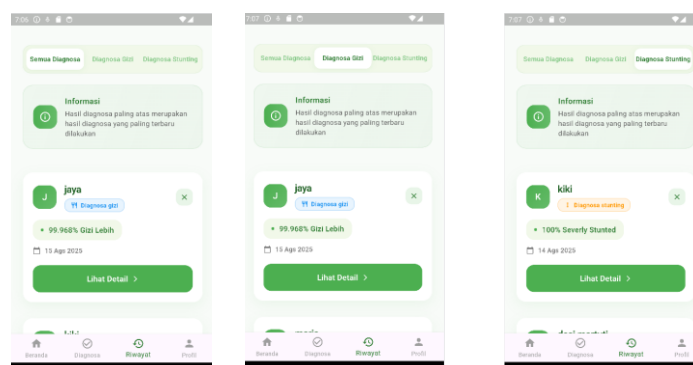 7:06
Semua Diagnosa Diagnosa Gizi Diagnosa Stunting
Informasi
Hasil diagnosa paling atas merupakan
hasil diagnosa yang paling terbaru
dilakukan
J
jaya
Diagnosa gizi
99.968% Gizi Lebih
15 Ags 2025
Lihat Detail >
kiki
Beranda Diagnosa Riwayat Profil
7:07
Semua Diagnosa Diagnosa Gizi Diagnosa Stunting
Informasi
Hasil diagnosa paling atas merupakan
hasil diagnosa yang paling terbaru
dilakukan
J
jaya
Diagnosa gizi
99.968% Gizi Lebih
15 Ags 2025
Lihat Detail >
Beranda Diagnosa Riwayat Profil
7:07
Semua Diagnosa Diagnosa Gizi Diagnosa Stunting
Informasi
Hasil diagnosa paling atas merupakan
hasil diagnosa yang paling terbaru
dilakukan
K
kiki
Diagnosa stunting
100% Severly Stunted
14 Ags 2025
Lihat Detail >
Beranda Diagnosa Riwayat Profil